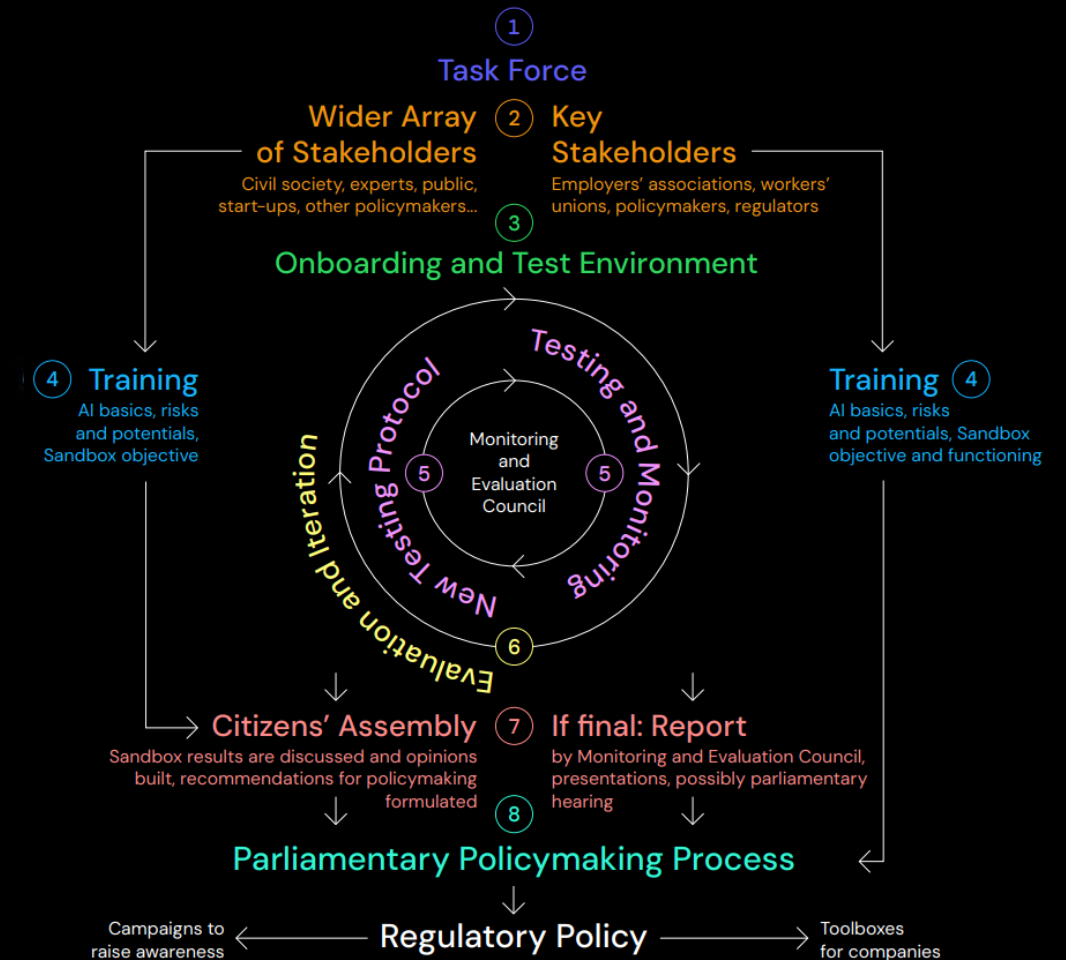 1
Task Force
Wider Array
of Stakeholders
Civil society, experts, public,
start-ups, other policymakers...
2
Key
Stakeholders
Employers’ associations, workers’
unions, policymakers, regulators
3
Onboarding and Test Environment
4 Training
AI basics, risks
and potentials,
Sandbox objective
Training 4
AI basics, risks
and potentials, Sandbox
objective and functioning
Testing and Monitoring
New Testing Protocol
5
Monitoring
and
Evaluation
Council
5
Evaluation and Iteration
6
Citizens’ Assembly
Sandbox results are discussed and opinions
built, recommendations for policymaking
formulated
7
If final: Report
by Monitoring and Evaluation Council,
presentations, possibly parliamentary
hearing
8
Parliamentary Policymaking Process
Campaigns to
raise awareness
Regulatory Policy
Toolboxes
for companies